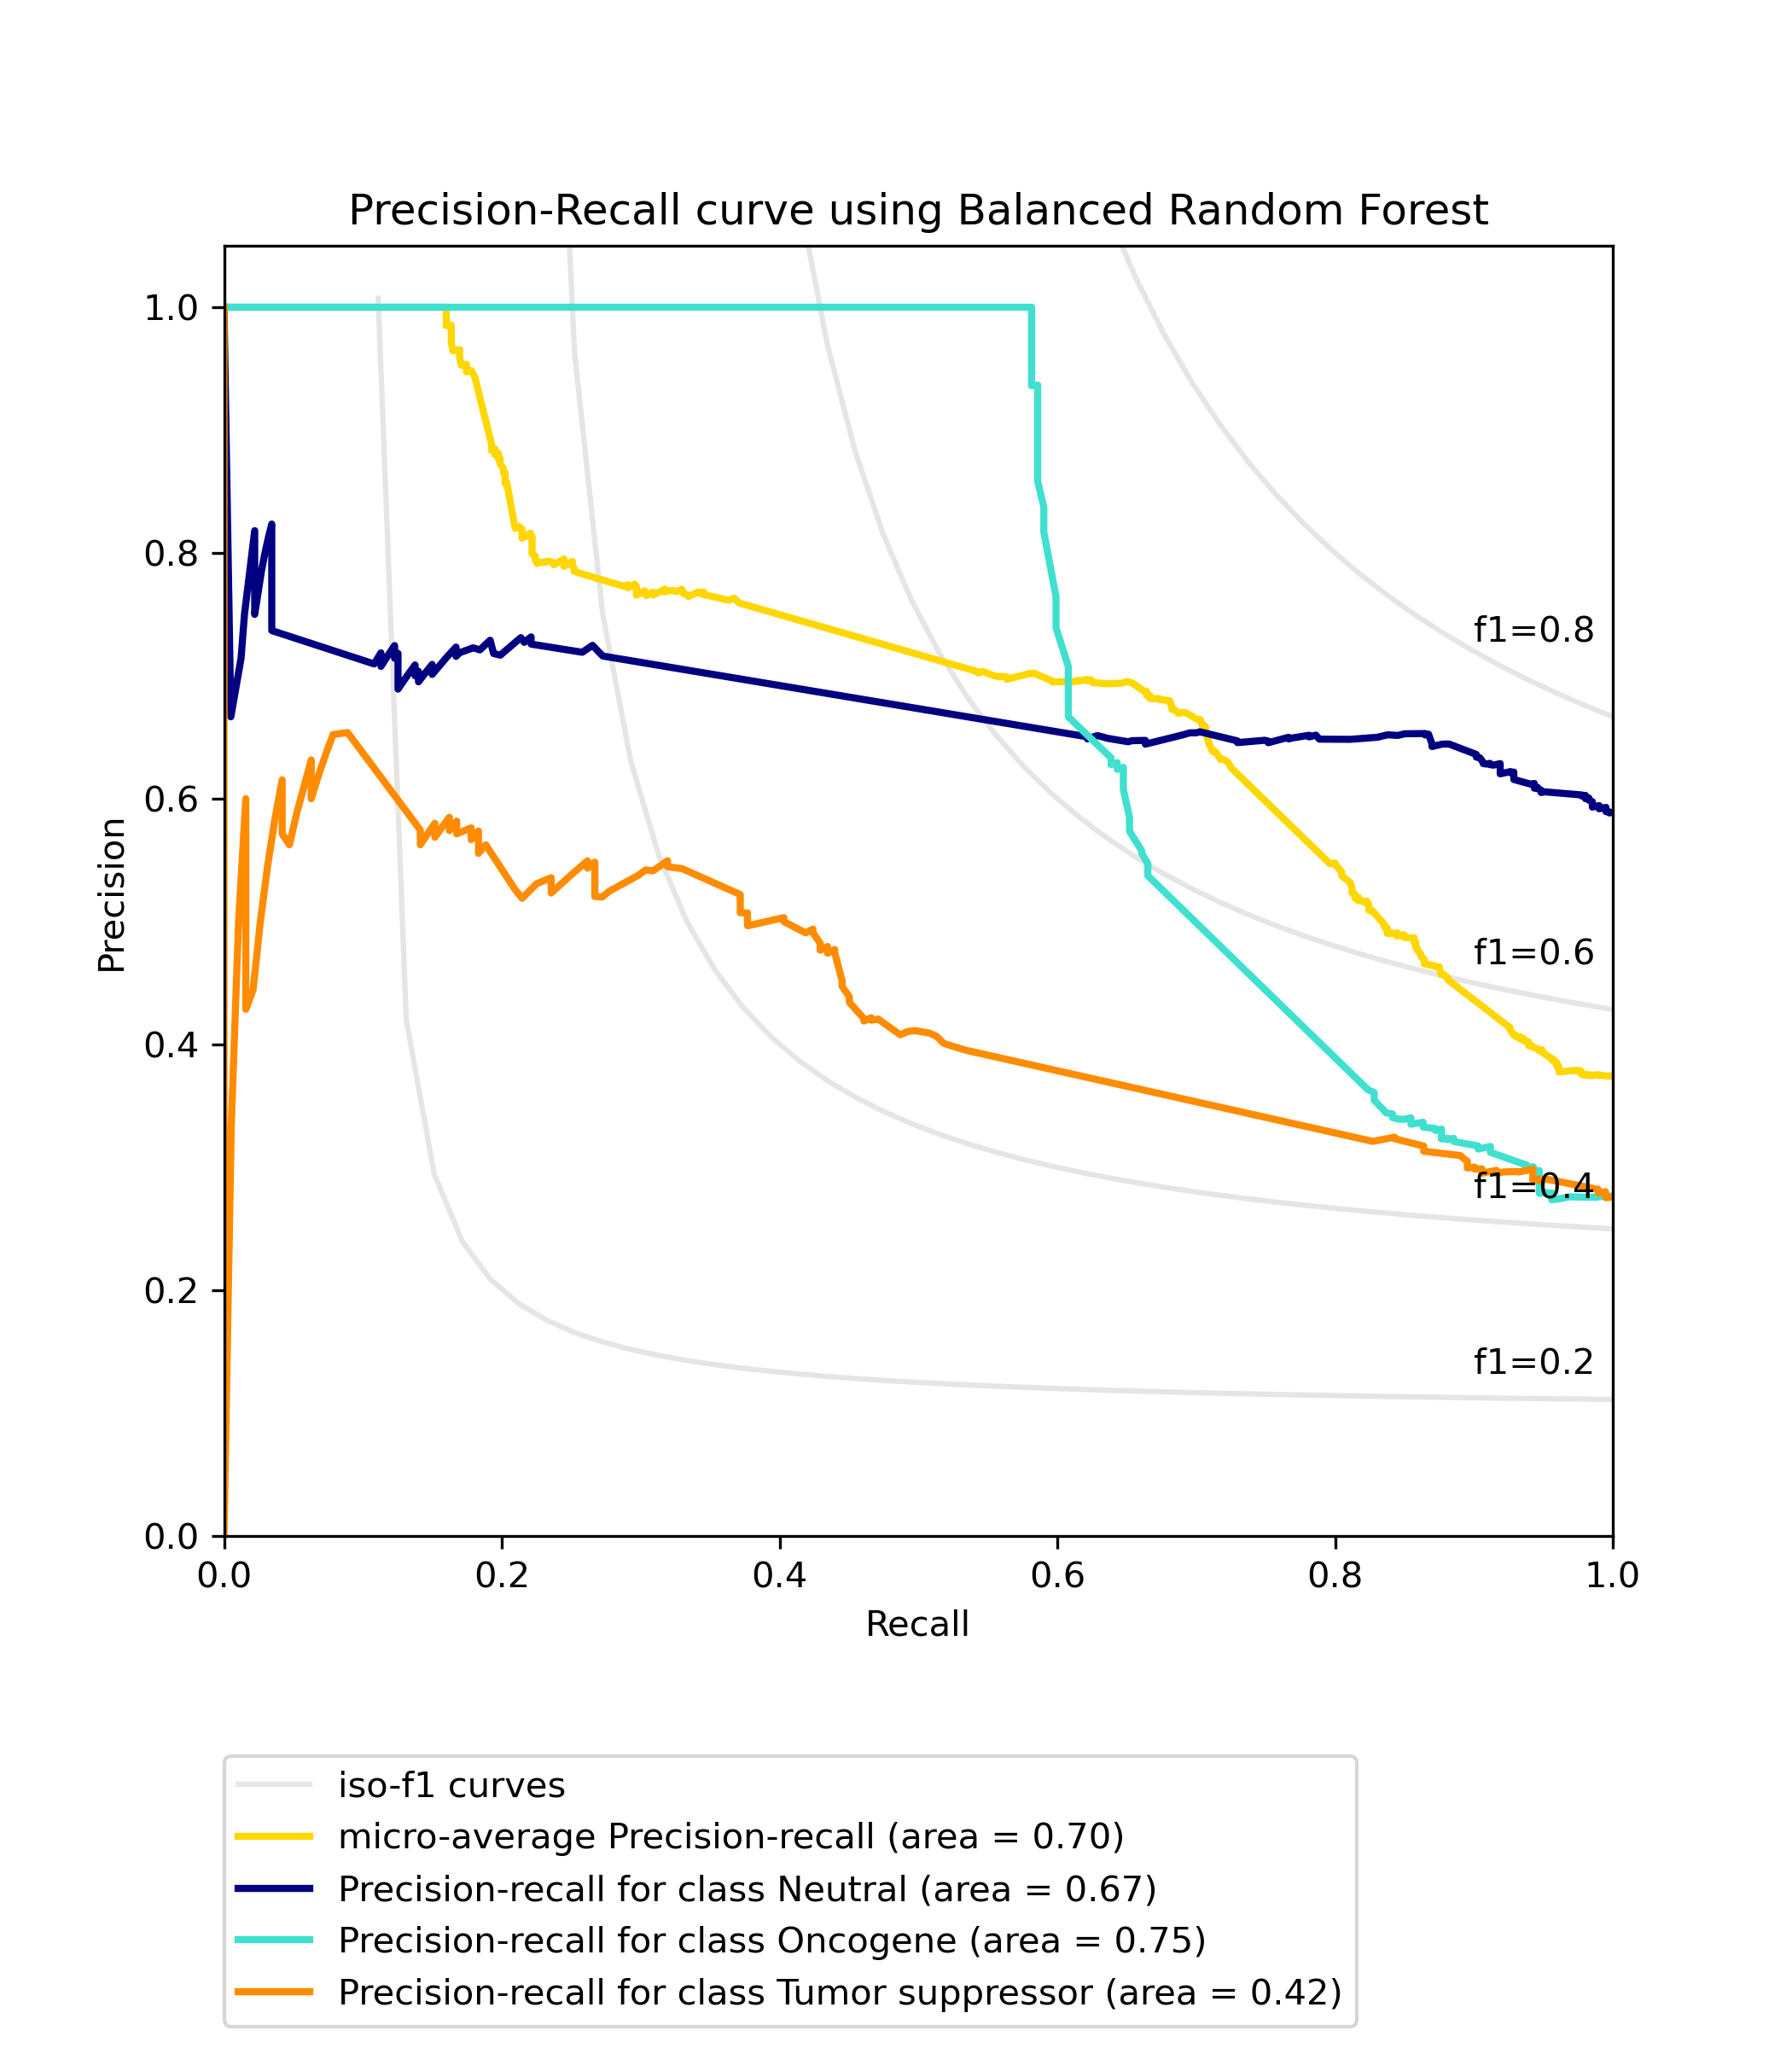 Precision-Recall curve using Balanced Random Forest
1.0
0.8
0.6
0.4
0.2
0.0
Precision
f1=0.8
f1=0.6
f1=0.4
f1=0.2
0.0 0.2 0.4 0.6 0.8 1.0
Recall
iso-f1 curves
micro-average Precision-recall (area = 0.70)
Precision-recall for class Neutral (area = 0.67)
Precision-recall for class Oncogene (area = 0.75)
Precision-recall for class Tumor suppressor (area = 0.42)